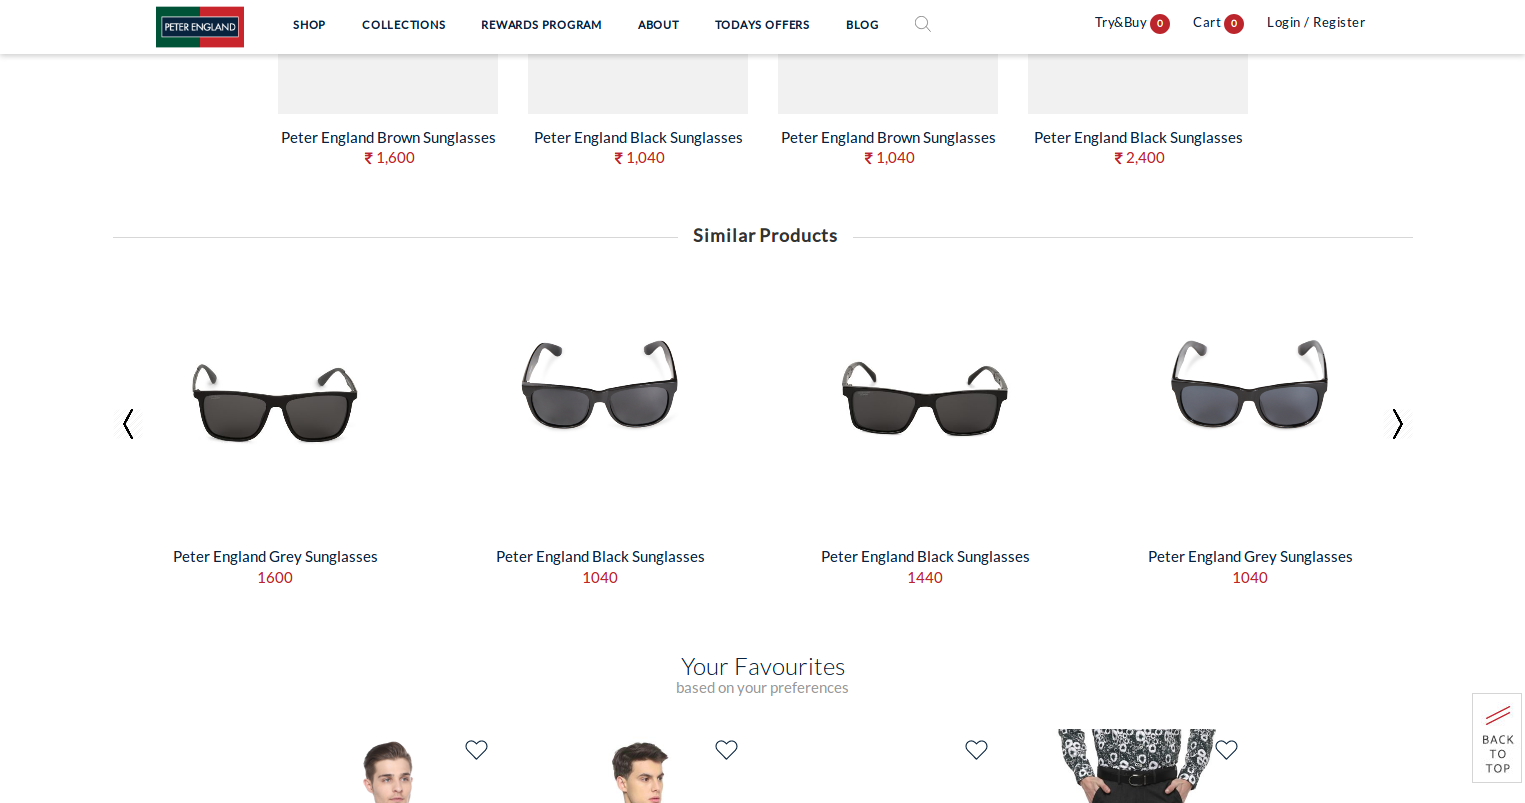 PETER ENGLAND
SHOP COLLECTIONS REWARDS PROGRAM ABOUT TODAYS OFFERS BLOG
Try&Buy 0 Cart 0 Login / Register
Peter England Brown Sunglasses
₹ 1,600
Peter England Black Sunglasses
₹ 1,040
Peter England Brown Sunglasses
₹ 1,040
Peter England Black Sunglasses
₹ 2,400
Similar Products
Peter England Grey Sunglasses
1600
Peter England Black Sunglasses
1040
Peter England Black Sunglasses
1440
Peter England Grey Sunglasses
1040
Your Favourites
based on your preferences
BACK
TO
TOP